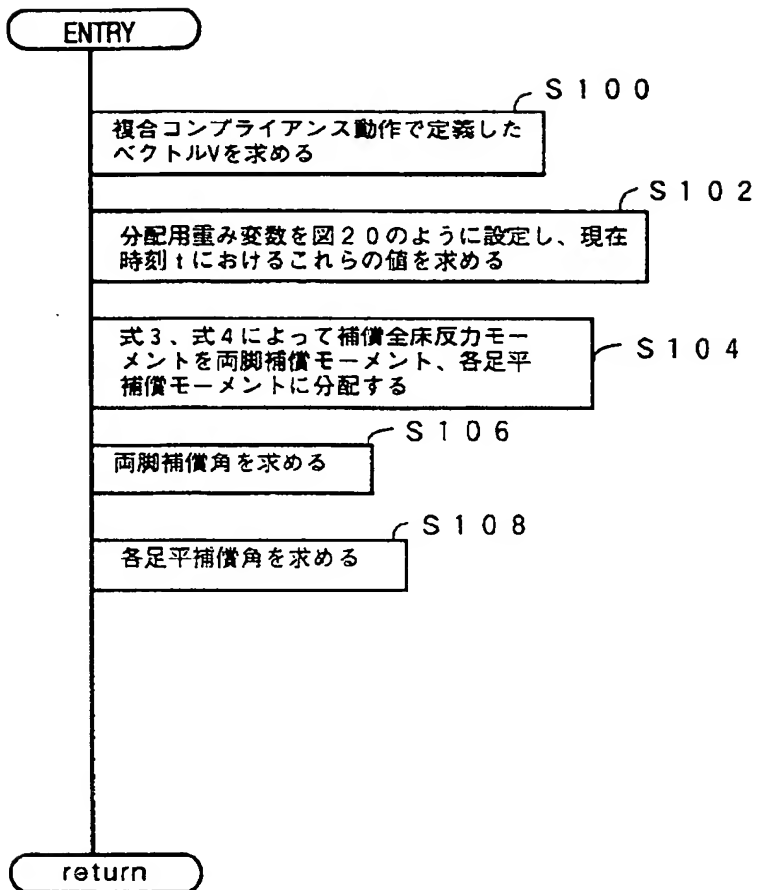 ENTRY
S100
複合コンプライアンス動作で定義した
ベクトルVを求める
S102
分配用重み変数を図20のように設定し、現在
時刻tにおけるこれらの値を求める
S104
式3、式4によって補償全床反力モー
メントを両脚補償モーメント、各足平
補償モーメントに分配する
S106
両脚補償角を求める
S108
各足平補償角を求める
return